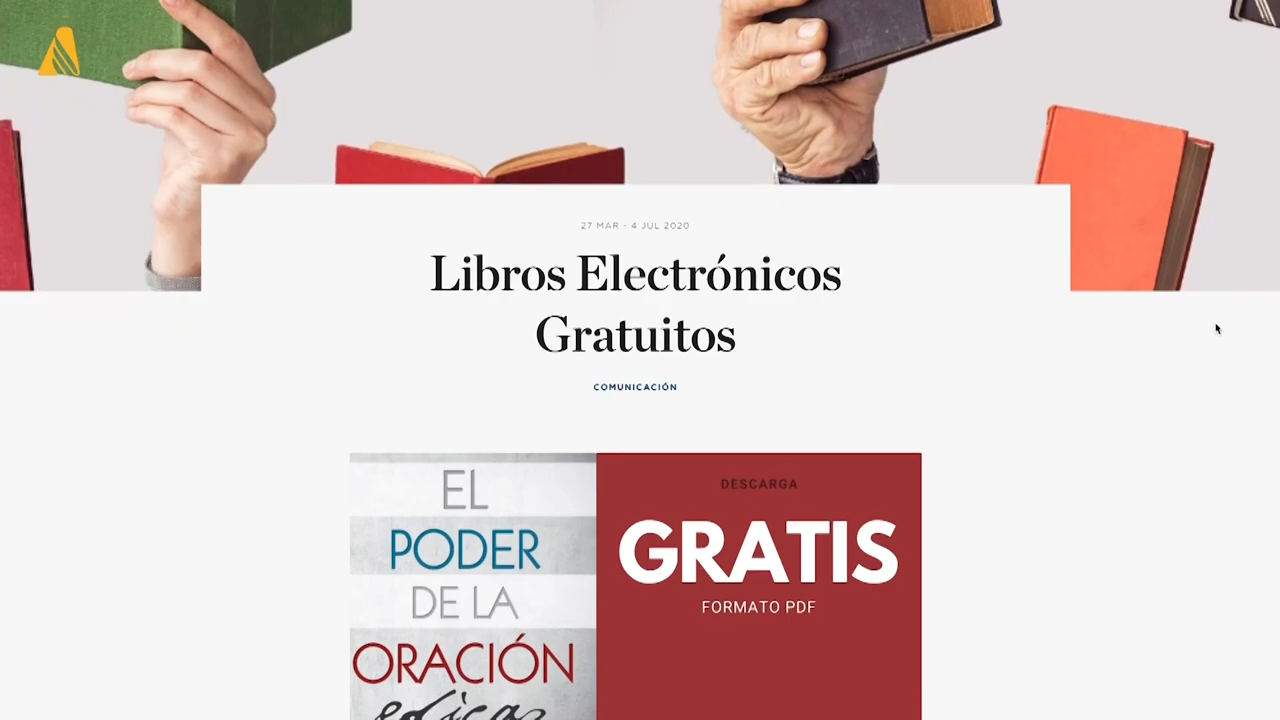 27 MAR - 4 JUL 2020
Libros Electrónicos
Gratuitos
COMUNICACIÓN
EL
PODER
DE LA
ORACIÓN
DESCARGA
GRATIS
FORMATO PDF